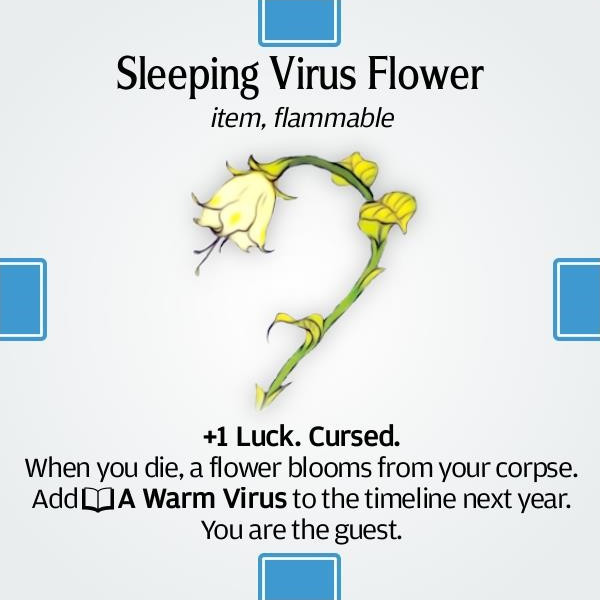 Sleeping Virus Flower
item, flammable
+1 Luck. Cursed.
When you die, a flower blooms from your corpse.
Add A Warm Virus to the timeline next year.
You are the guest.